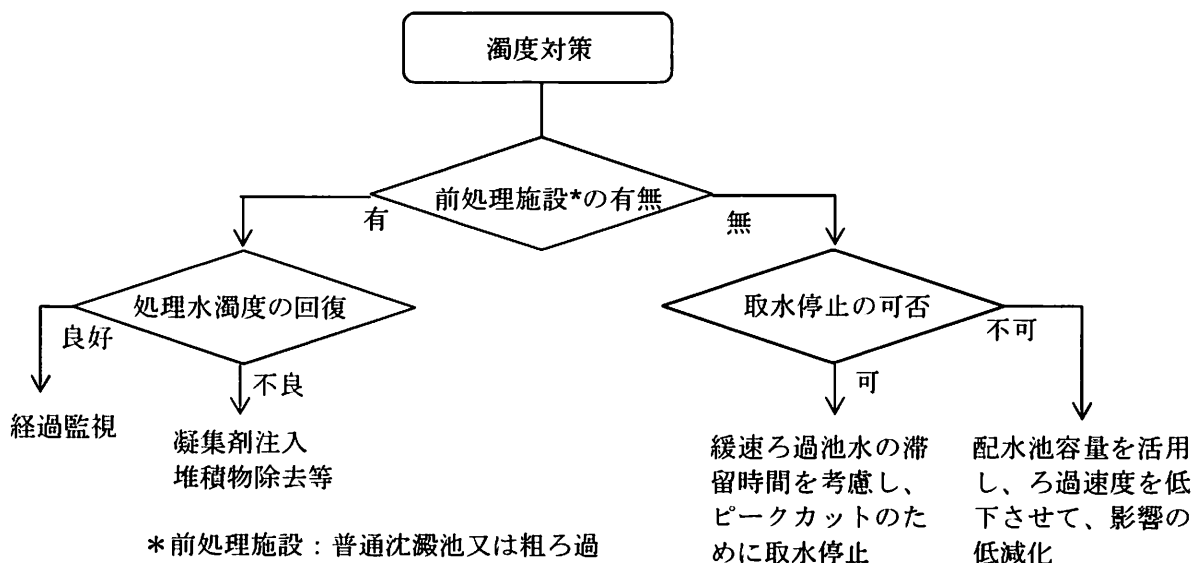 濁度対策
前処理施設*の有無
有
無
処理水濁度の回復
取水停止の可否
良好
不良
可
不可
経過監視
凝集剤注入
堆積物除去等
緩速ろ過池水の滞
留時間を考慮し、
ピークカットのた
めに取水停止
配水池容量を活用
し、ろ過速度を低
下させて、影響の
低減化
*前処理施設：普通沈澱池又は粗ろ過